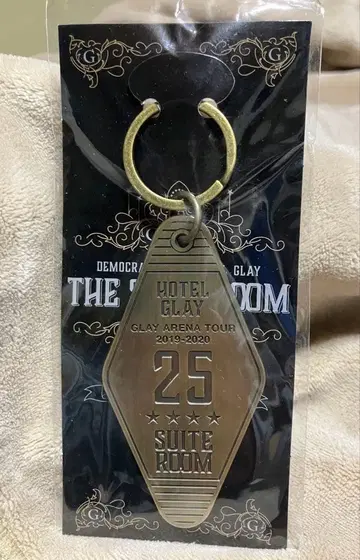 G G
DEMOCRA GLAY
THE S OOM
HOTEL
GLAY
GLAY ARENA TOUR
2019-2020
25
SUITE
ROOM
G G